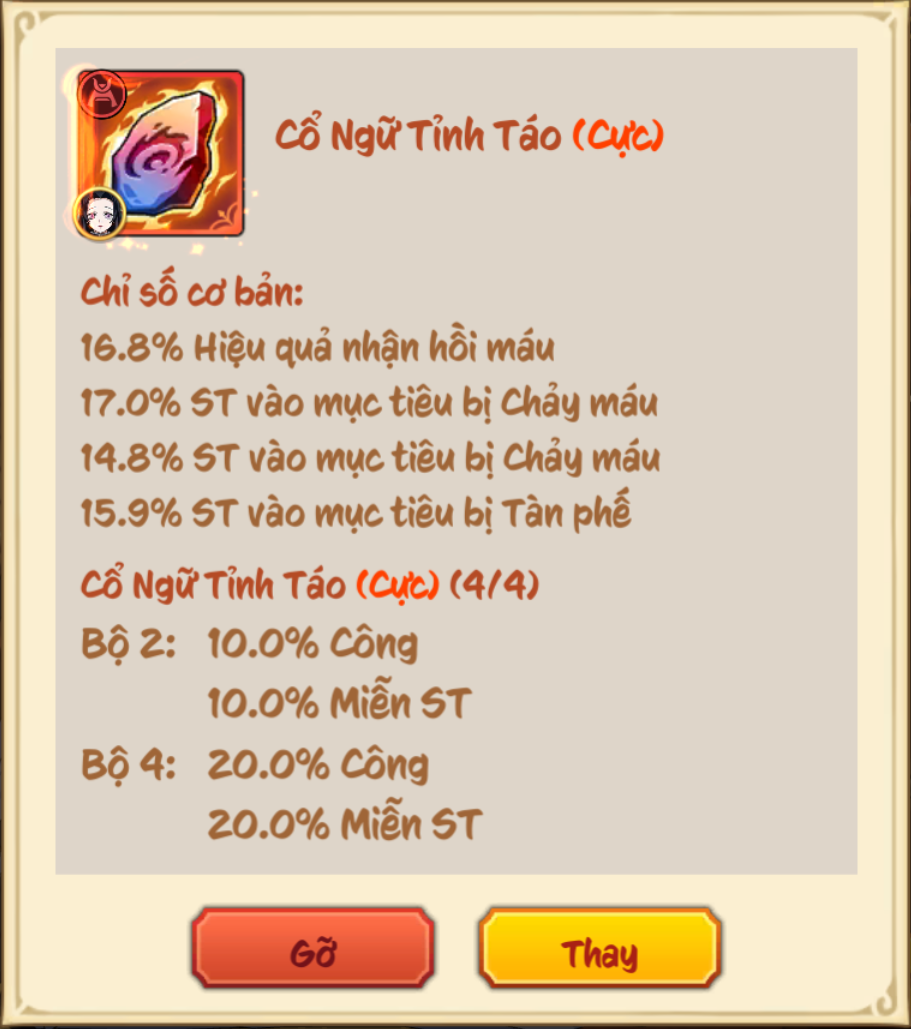 Cổ Ngữ Tỉnh Táo (Cực)
Chỉ số cơ bản:
16.8% Hiệu quả nhận hồi máu
17.0% ST vào mục tiêu bị Chảy máu
14.8% ST vào mục tiêu bị Chảy máu
15.9% ST vào mục tiêu bị Tàn phế
Cổ Ngữ Tỉnh Táo (Cực) (4/4)
Bộ 2: 10.0% Công
10.0% Miễn ST
Bộ 4: 20.0% Công
20.0% Miễn ST
Gỡ Thay